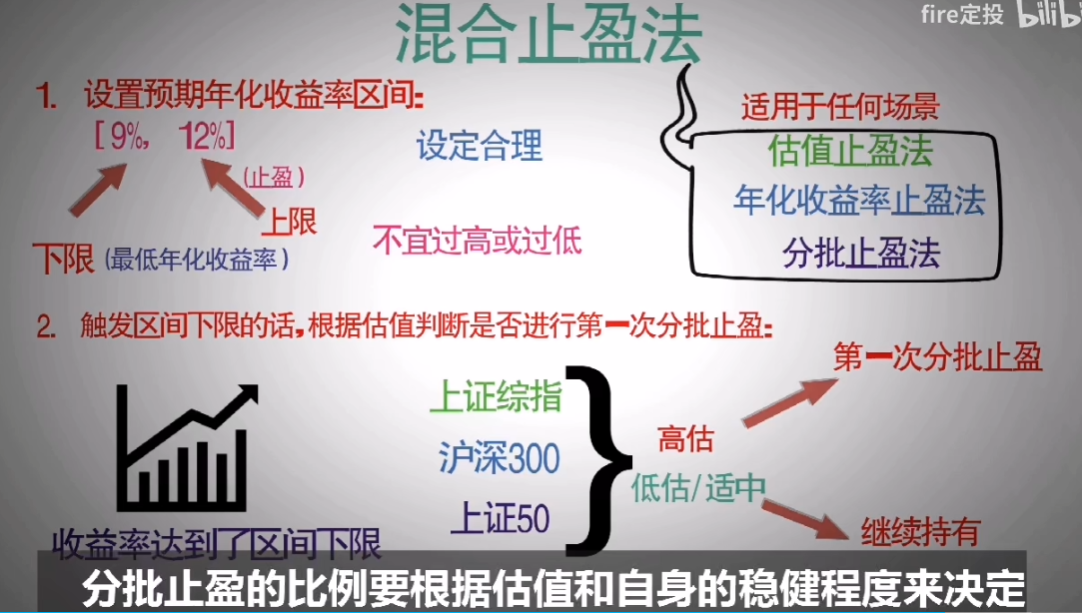 fire定投 bilibi
混合止盈法
1. 设置预期年化收益率区间:
[ 9%, 12%]
(止盈)
上限
下限 (最低年化收益率)
设定合理
不宜过高或过低
适用于任何场景
估值止盈法
年化收益率止盈法
分批止盈法
2. 触发区间下限的话,根据估值判断是否进行第一次分批止盈:
收益率达到了区间下限
上证综指
沪深300
上证50
高估
低估/适中
第一次分批止盈
继续持有
分批止盈的比例要根据估值和自身的稳健程度来决定